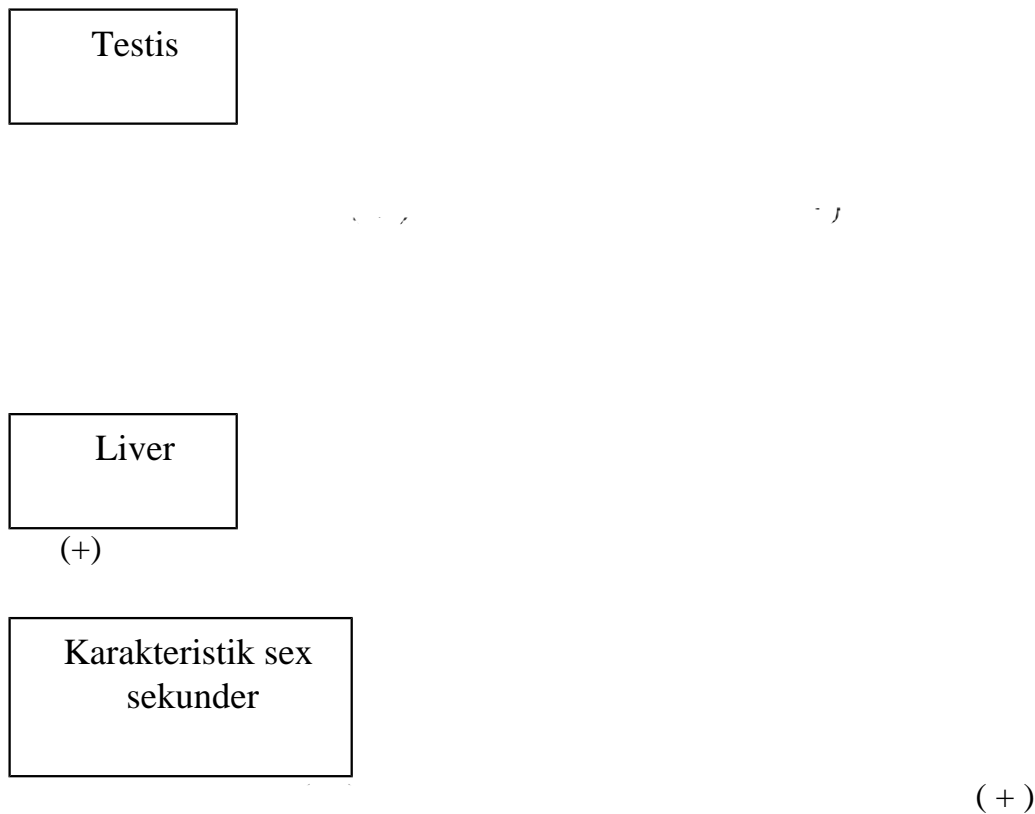 Testis
Liver
(+)
Karakteristik sex
sekunder
( + )